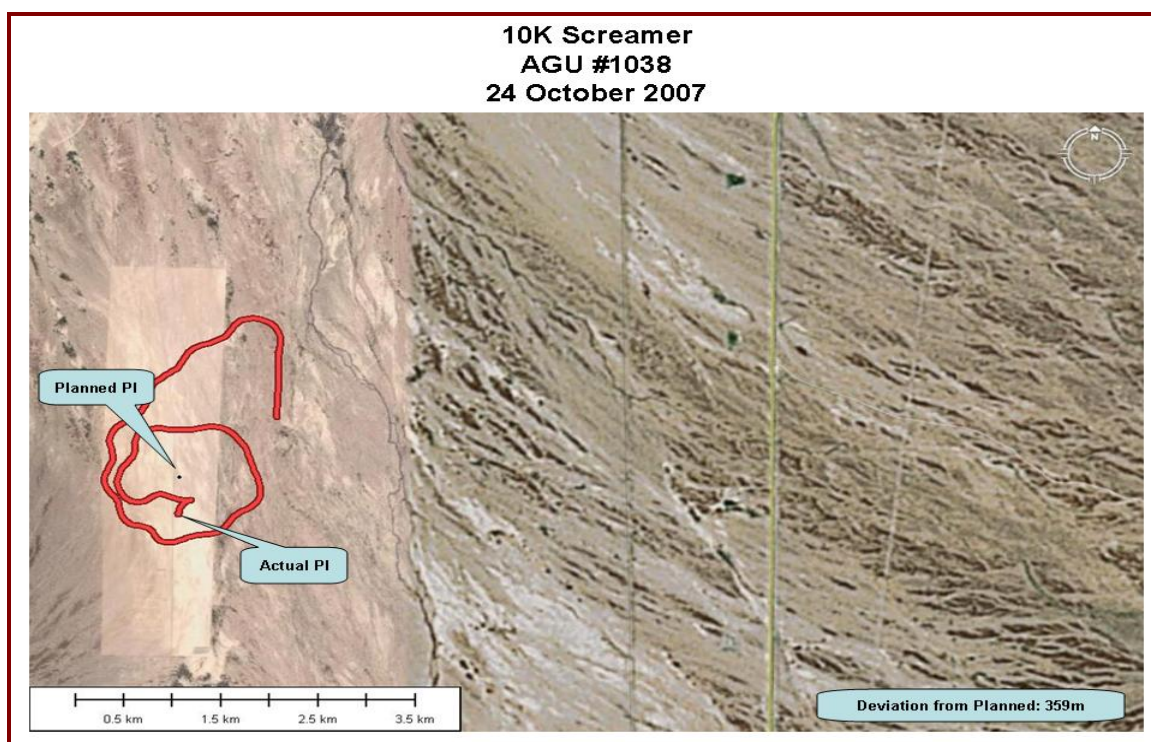 10K Screamer
AGU #1038
24 October 2007
N
Planned PI
Actual PI
0.5 km 1.5 km 2.5 km 3.5 km
Deviation from Planned: 359m